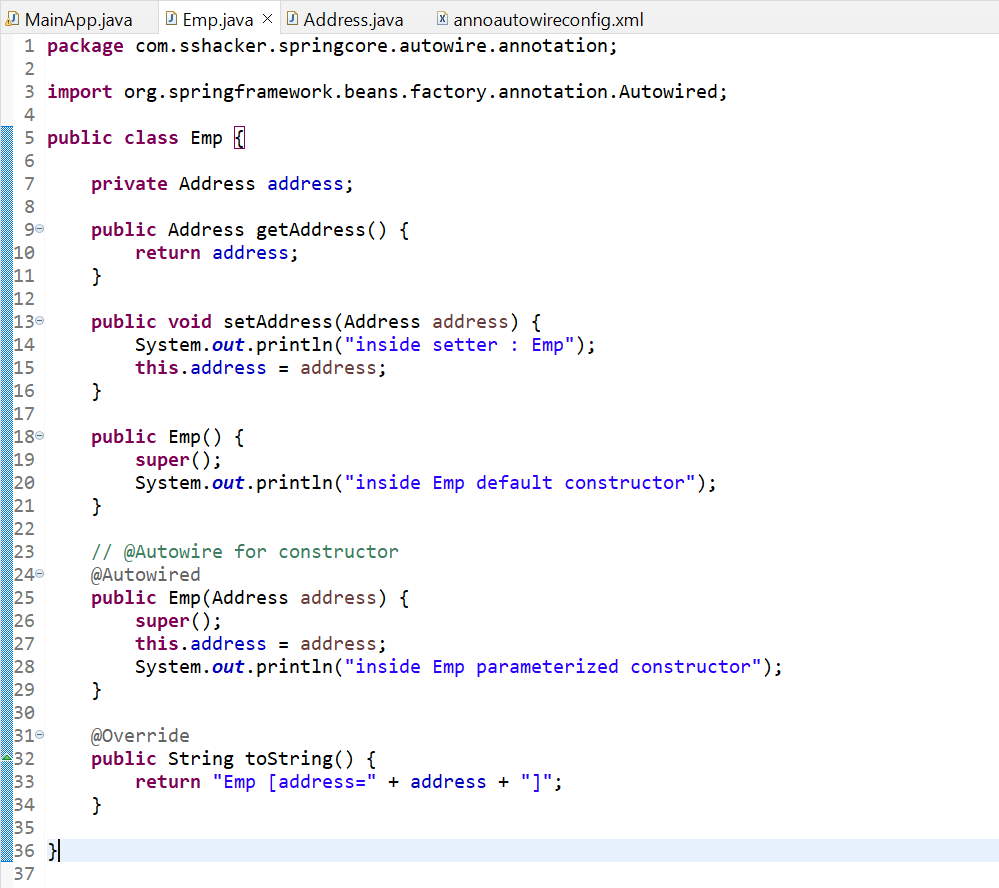 MainApp.java Emp.java Address.java annoautowireconfig.xml
1 package com.sshacker.springcore.autowire.annotation;
2
3 import org.springframework.beans.factory.annotation.Autowired;
4
5 public class Emp {
6
7     private Address address;
8
9     public Address getAddress() {
10         return address;
11     }
12
13     public void setAddress(Address address) {
14         System.out.println("inside setter : Emp");
15         this.address = address;
16     }
17
18     public Emp() {
19         super();
20         System.out.println("inside Emp default constructor");
21     }
22
23     // @Autowire for constructor
24     @Autowired
25     public Emp(Address address) {
26         super();
27         this.address = address;
28         System.out.println("inside Emp parameterized constructor");
29     }
30
31     @Override
32     public String toString() {
33         return "Emp [address=" + address + "]";
34     }
35
36 }
37